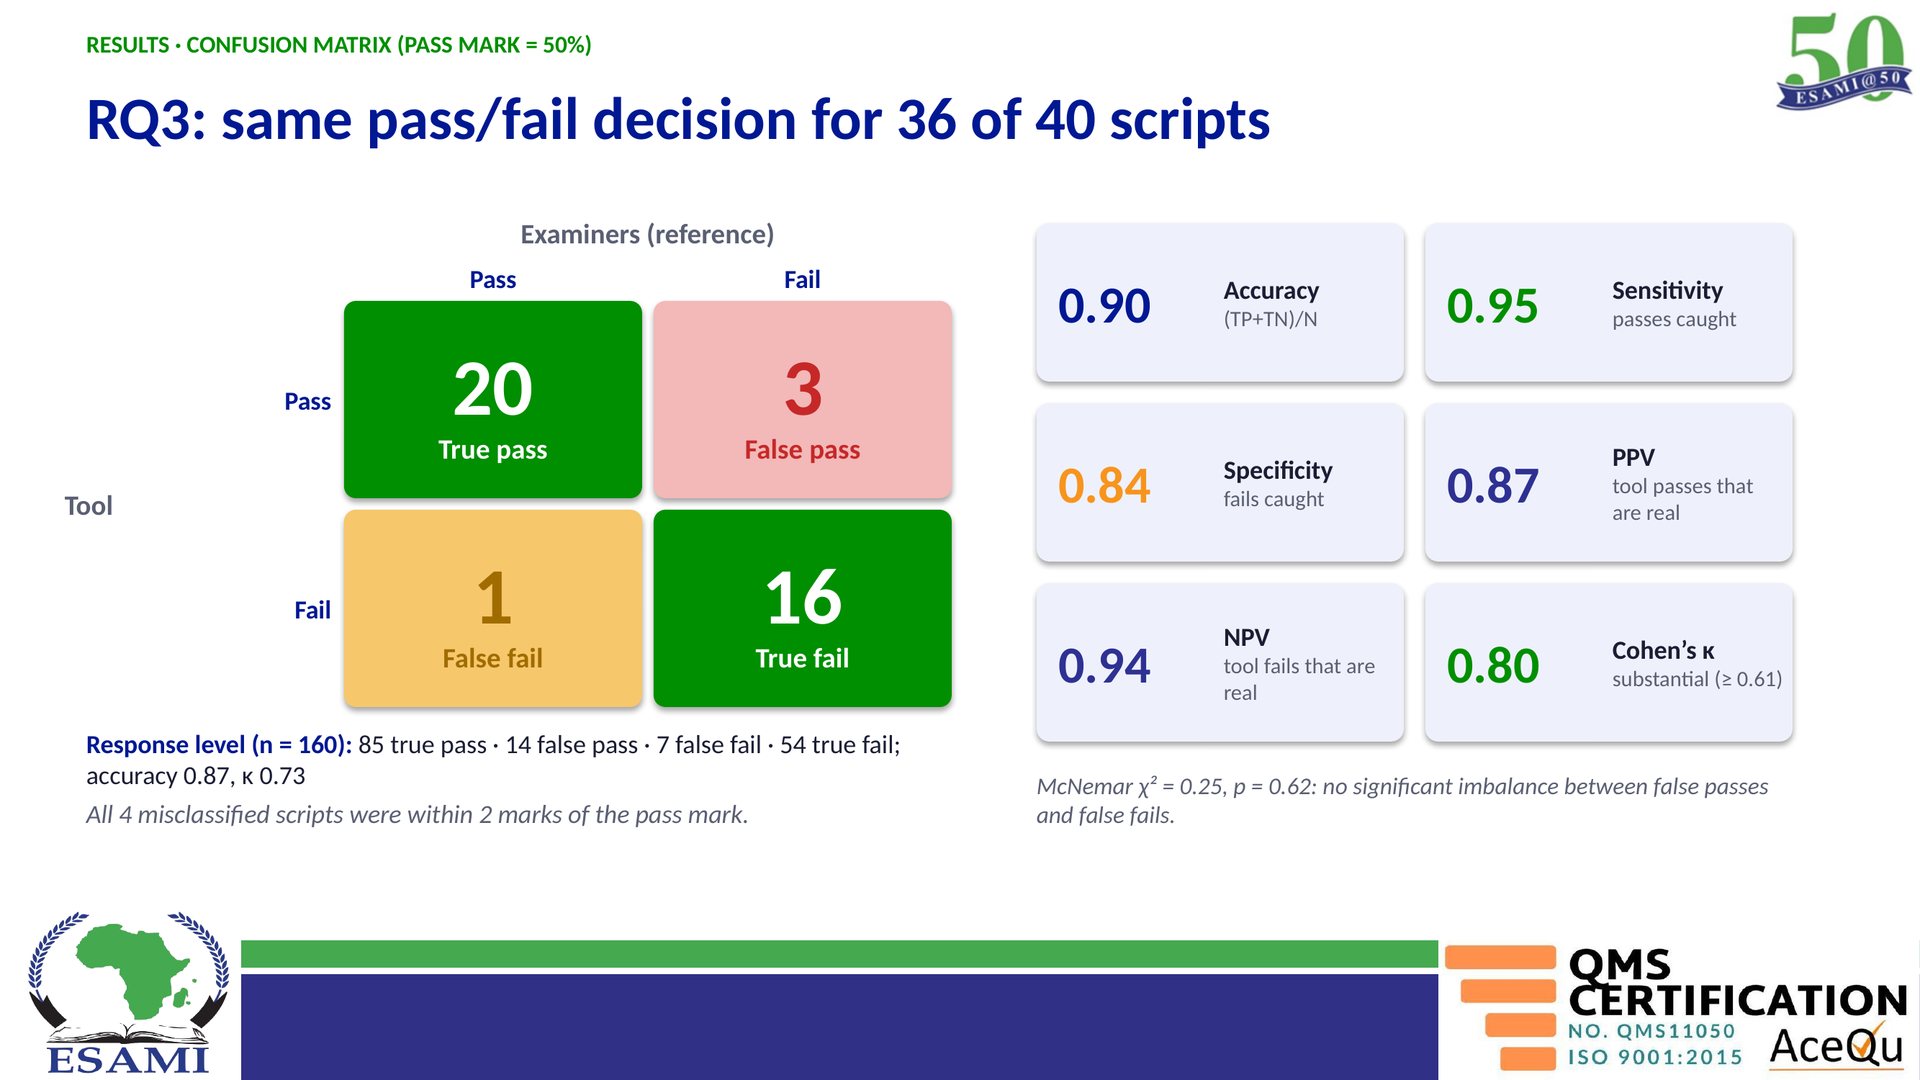 RESULTS · CONFUSION MATRIX (PASS MARK = 50%)
RQ3: same pass/fail decision for 36 of 40 scripts
50
ESAMI@50
Examiners (reference)
Pass
Fail
Tool
Pass
20
True pass
3
False pass
Fail
1
False fail
16
True fail
Response level (n = 160): 85 true pass · 14 false pass · 7 false fail · 54 true fail;
accuracy 0.87, κ 0.73
All 4 misclassified scripts were within 2 marks of the pass mark.
0.90
Accuracy
(TP+TN)/N
0.95
Sensitivity
passes caught
0.84
Specificity
fails caught
0.87
PPV
tool passes that
are real
0.94
NPV
tool fails that are
real
0.80
Cohen’s κ
substantial (≥ 0.61)
McNemar χ² = 0.25, p = 0.62: no significant imbalance between false passes
and false fails.
ESAMI
QMS
CERTIFICATION
NO. QMS11050
ISO 9001:2015
AceQu